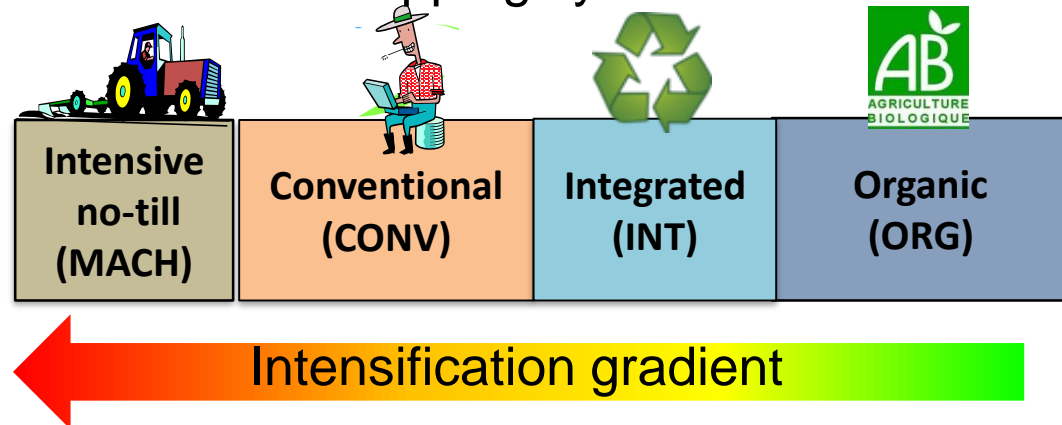 AB
AGRICULTURE
BIOLOGIQUE
Intensive
no-till
(MACH)
Conventional
(CONV)
Integrated
(INT)
Organic
(ORG)
Intensification gradient